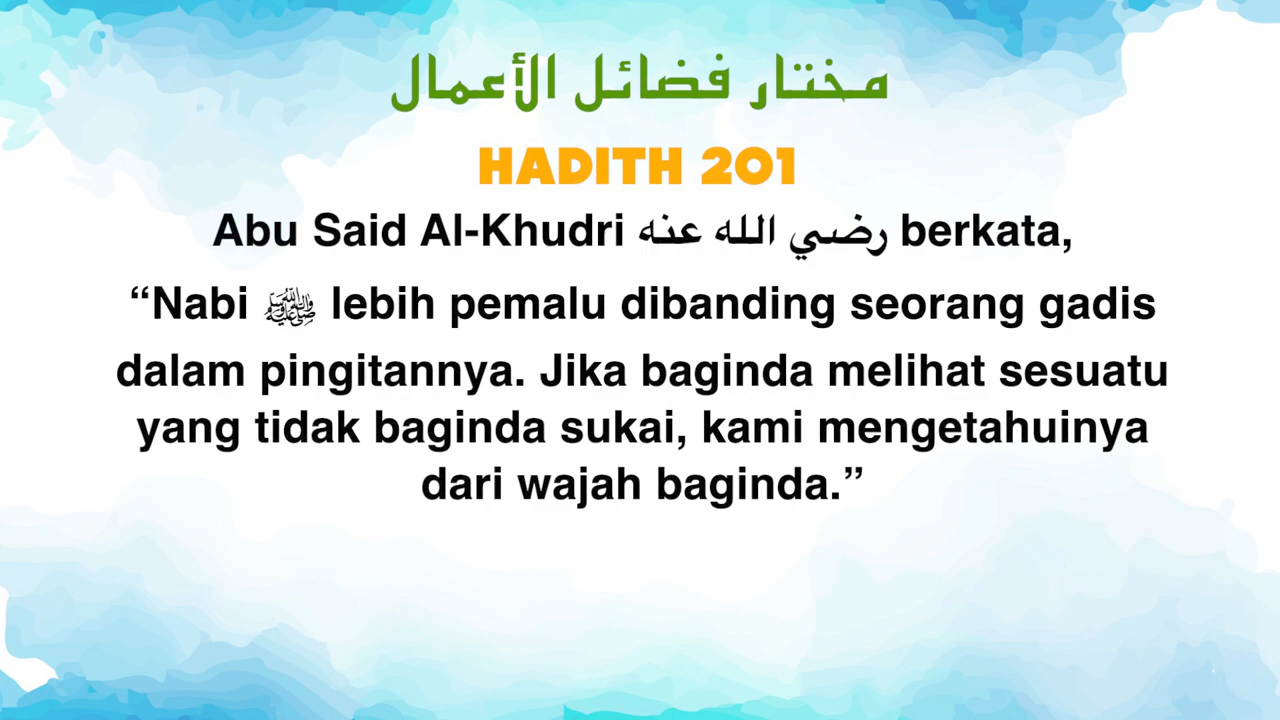 مختار فضائل الأعمال
HADITH 201
Abu Said Al-Khudri رضي الله عنه berkata,
“Nabi ﷺ lebih pemalu dibanding seorang gadis
dalam pingitannya. Jika baginda melihat sesuatu
yang tidak baginda sukai, kami mengetahuinya
dari wajah baginda.”